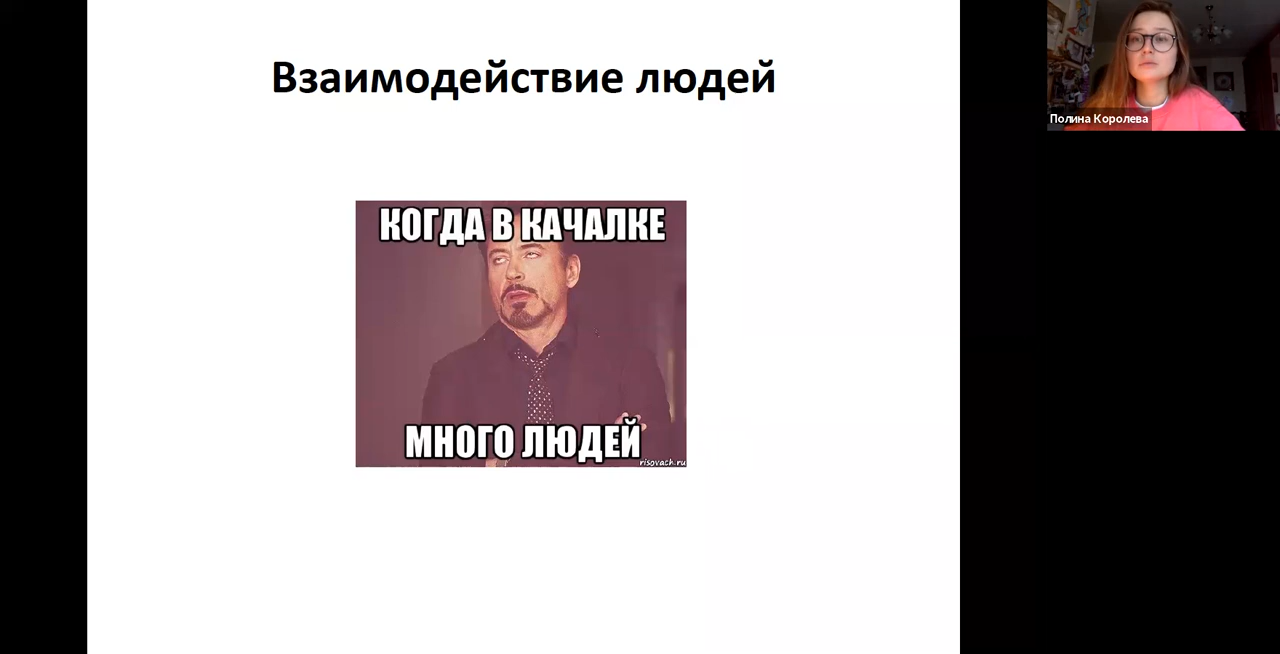 Взаимодействие людей
КОГДА В КАЧАЛКЕ
МНОГО ЛЮДЕЙ
risovach.ru
Полина Королева